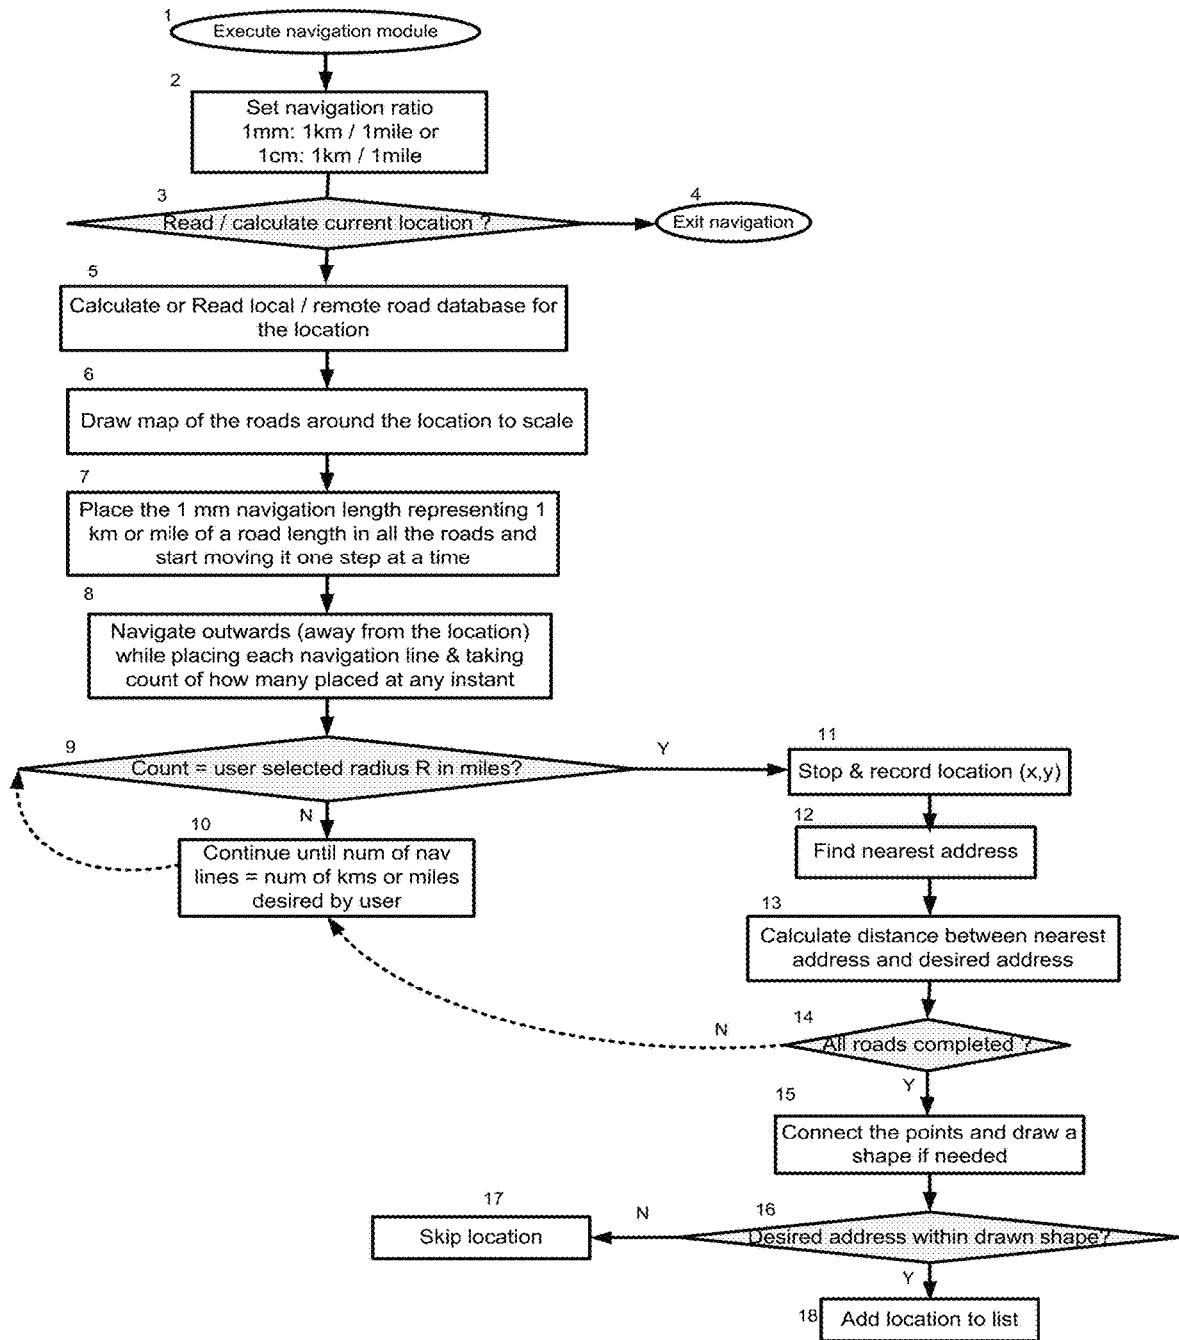 1
Execute navigation module
2
Set navigation ratio
1mm: 1km / 1mile or
1cm: 1km / 1mile
3
Read / calculate current location ?
4
Exit navigation
5
Calculate or Read local / remote road database for
the location
6
Draw map of the roads around the location to scale
7
Place the 1 mm navigation length representing 1
km or mile of a road length in all the roads and
start moving it one step at a time
8
Navigate outwards (away from the location)
while placing each navigation line & taking
count of how many placed at any instant
9
Count = user selected radius R in miles?
Y
N
10
Continue until num of nav
lines = num of kms or miles
desired by user
11
Stop & record location (x,y)
12
Find nearest address
13
Calculate distance between nearest
address and desired address
14
All roads completed ?
N
Y
15
Connect the points and draw a
shape if needed
16
Desired address within drawn shape?
N
17
Skip location
Y
18
Add location to list